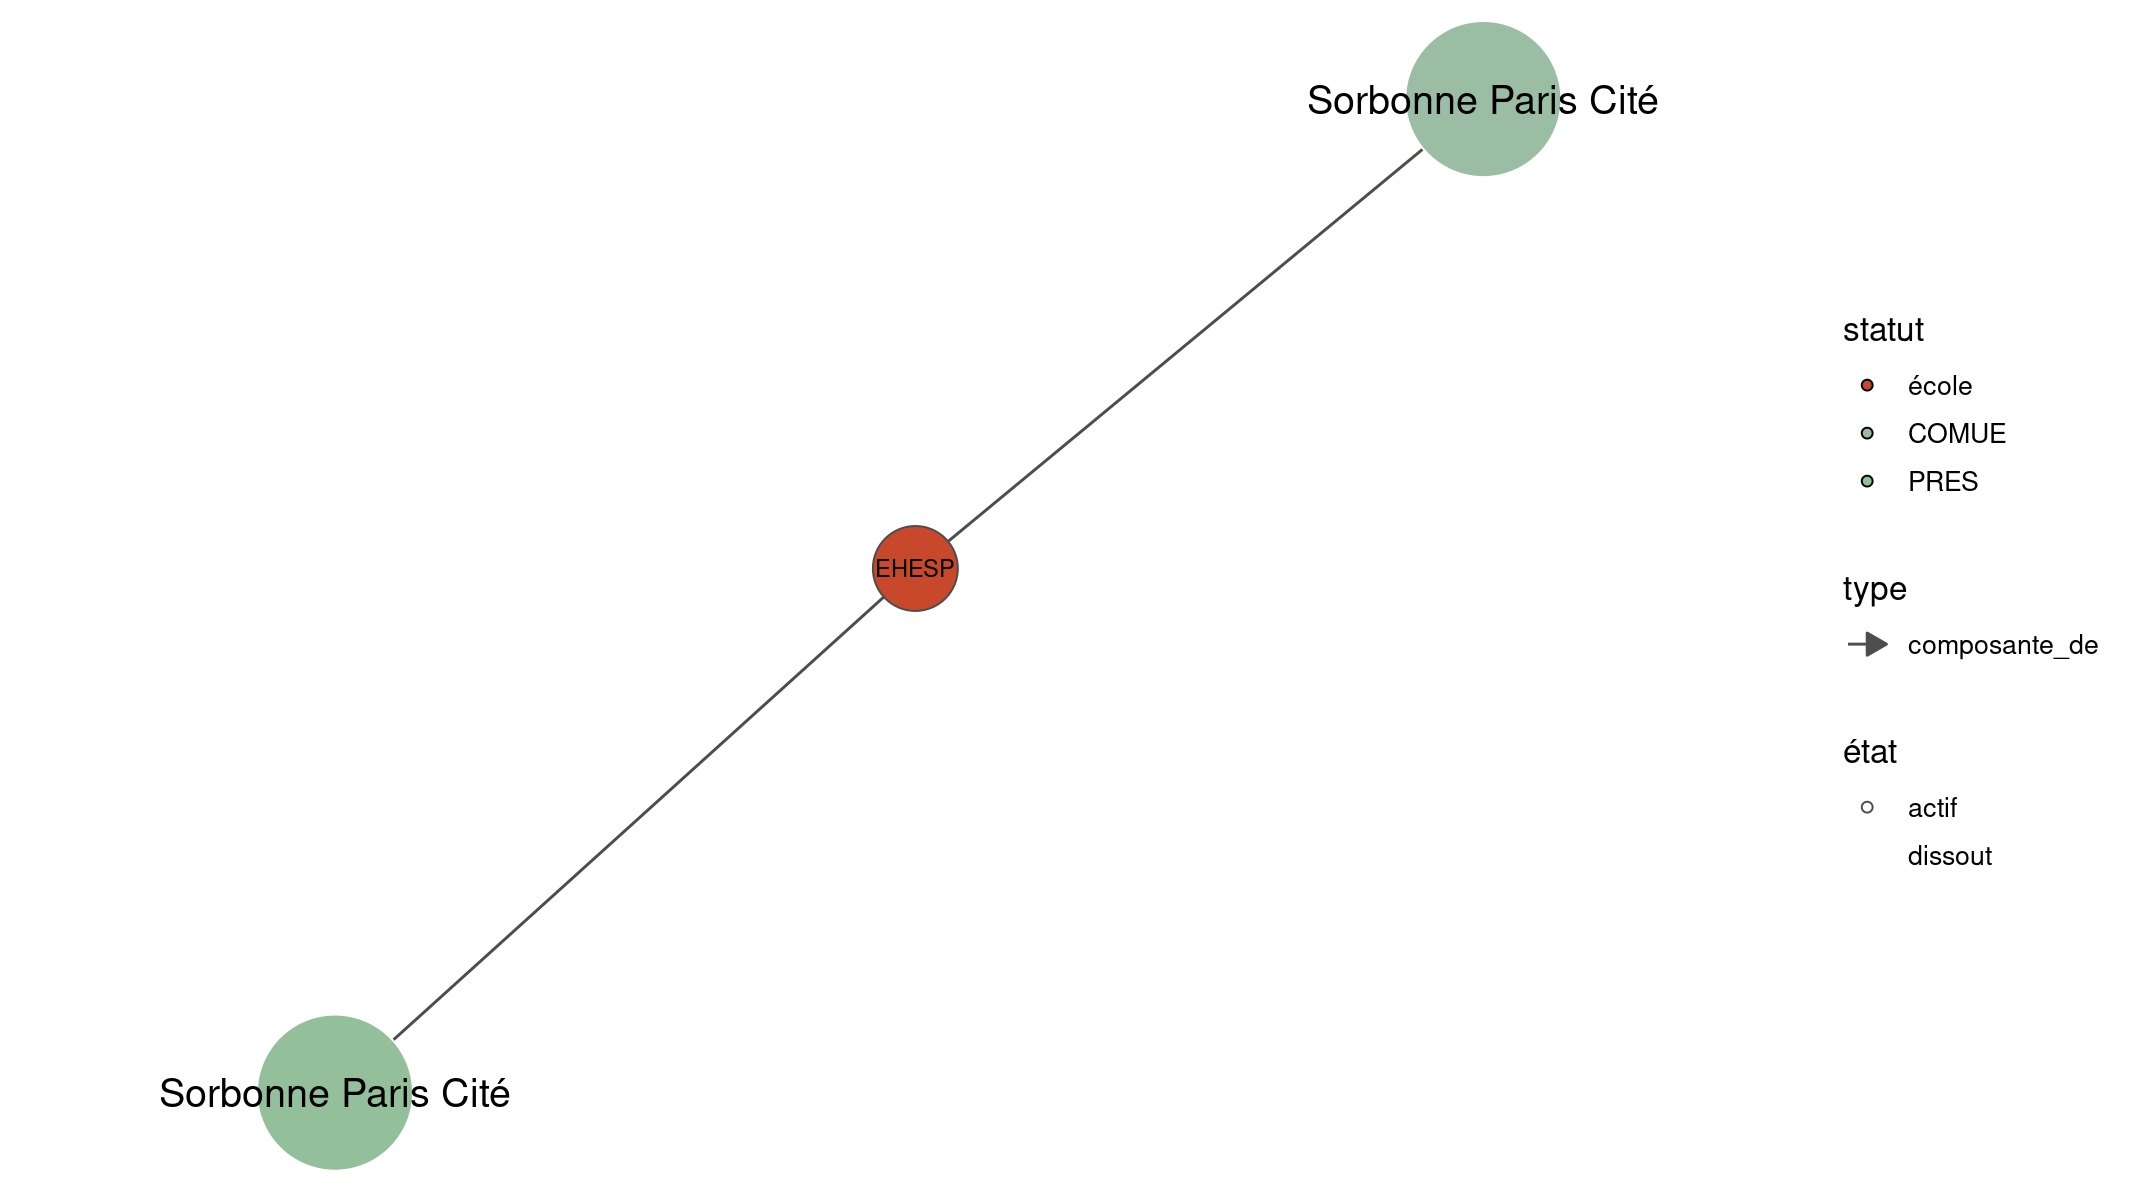 Sorbonne Paris Cité
EHESP
Sorbonne Paris Cité
statut
école
COMUE
PRES
type
composante_de
état
actif
dissout